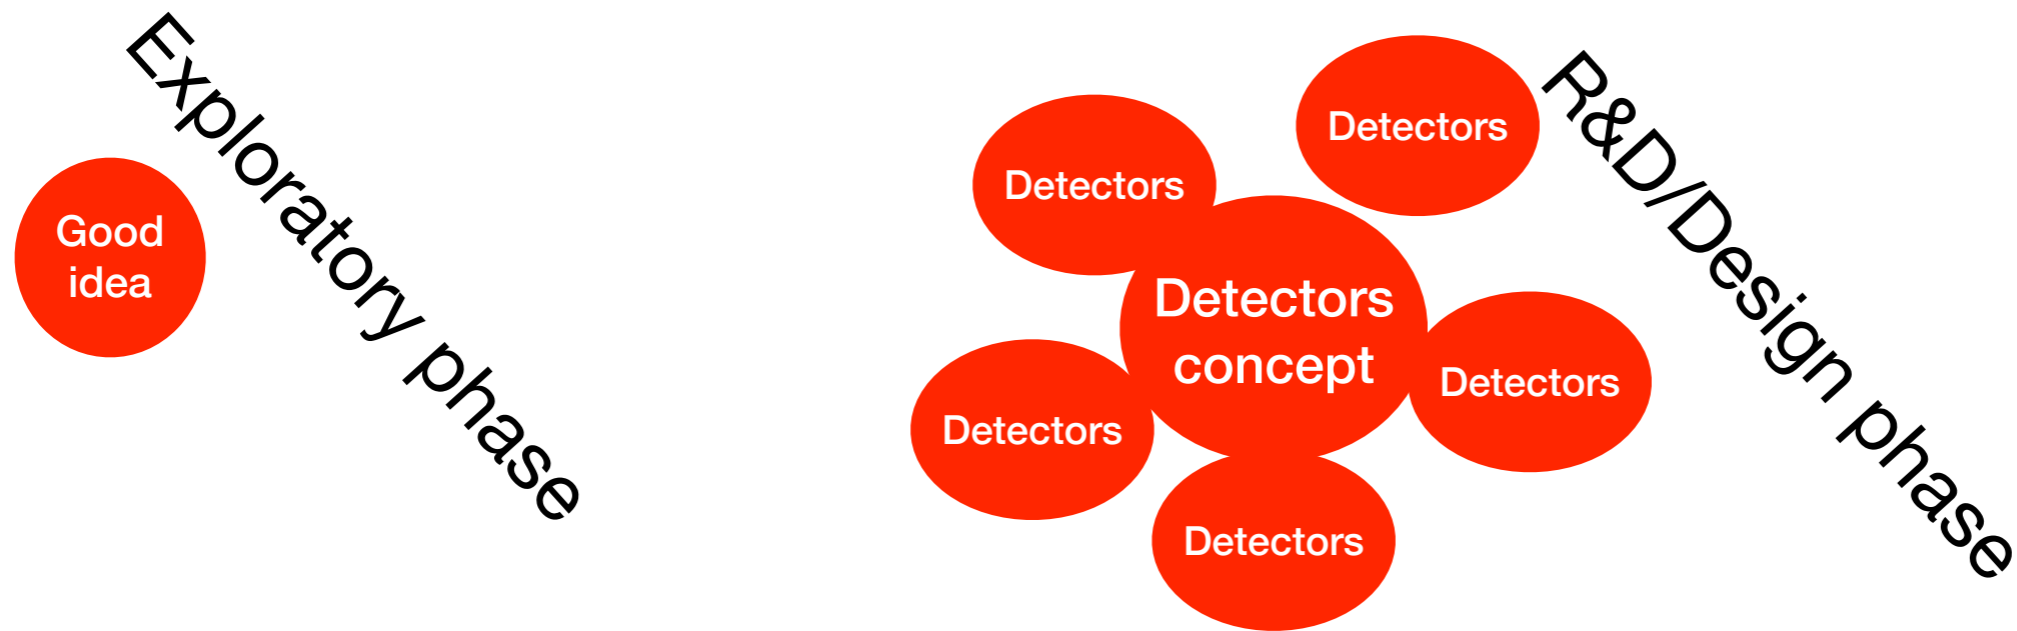 Good
idea
Exploratory phase
Detectors
Detectors
Detectors
concept
Detectors
Detectors
Detectors
R&D/Design phase